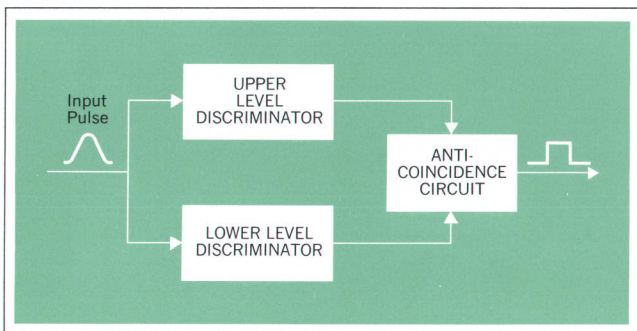 Input
Pulse
UPPER
LEVEL
DISCRIMINATOR
LOWER LEVEL
DISCRIMINATOR
ANTI-
COINCIDENCE
CIRCUIT